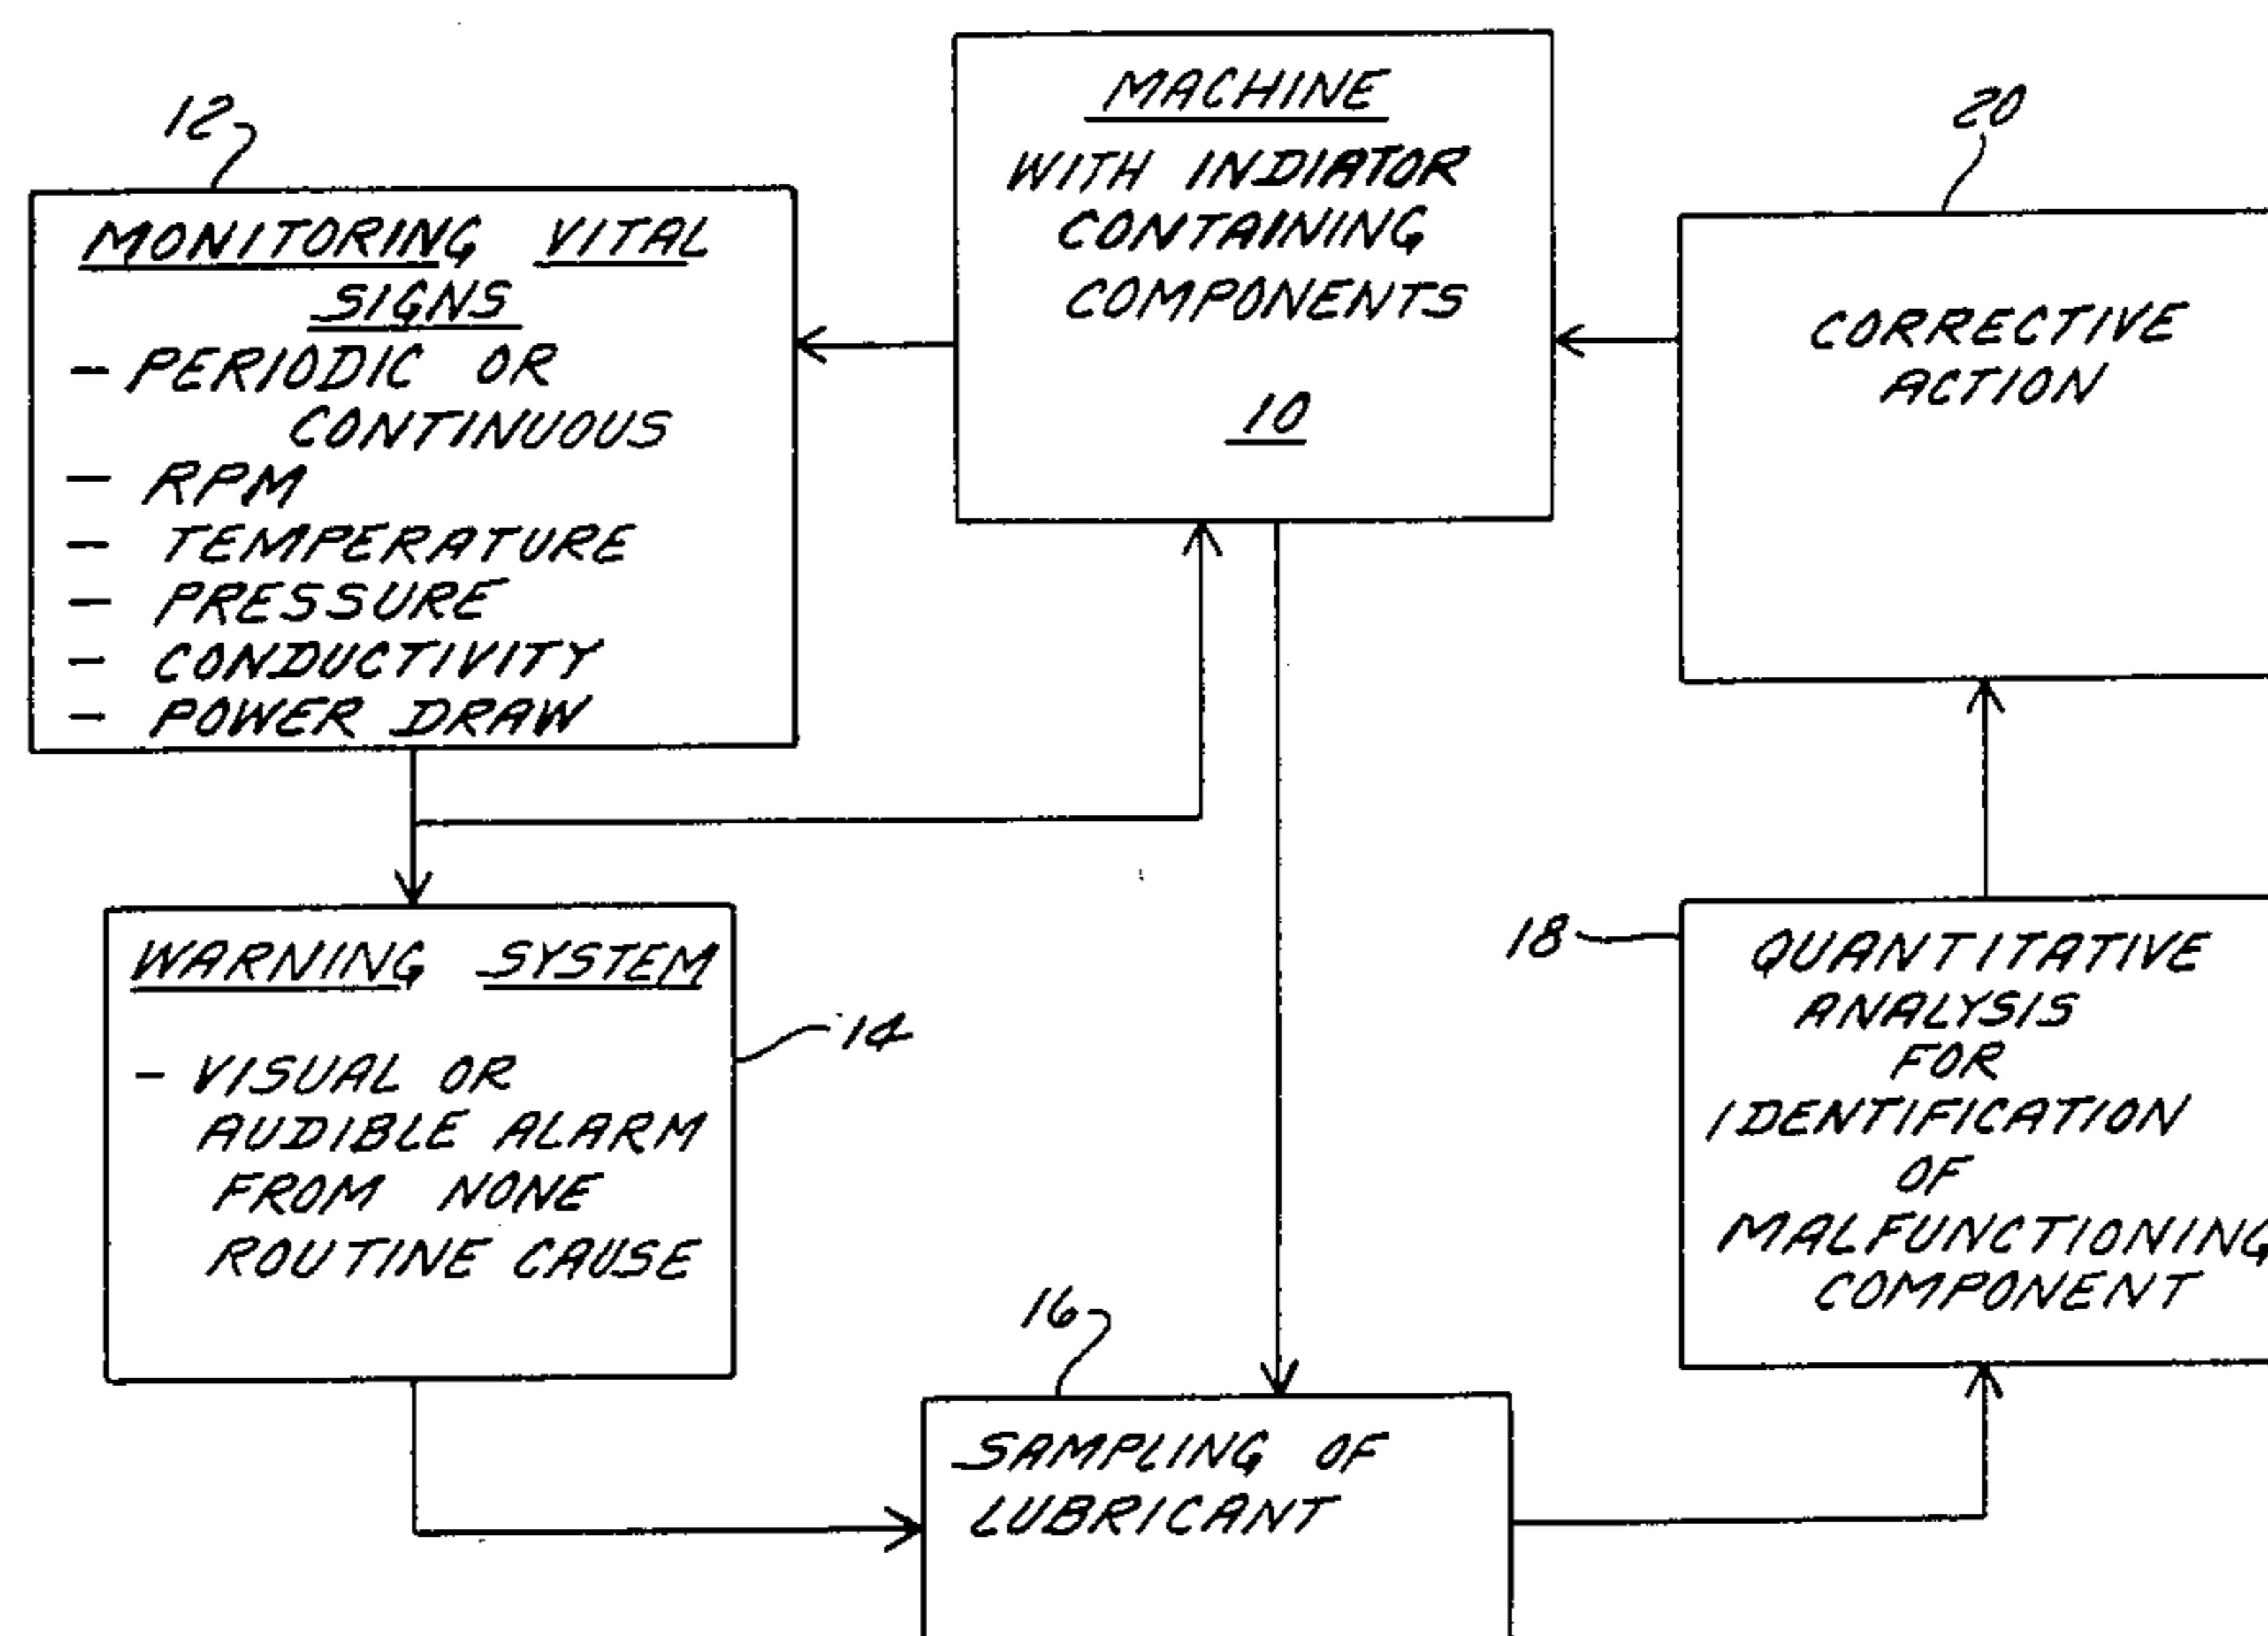 12
MONITORING VITAL
SIGNS
- PERIODIC OR
CONTINUOUS
- RPM
- TEMPERATURE
- PRESSURE
- CONDUCTIVITY
- POWER DRAW
MACHINE
WITH INDIATOR
CONTAINING
COMPONENTS
10
20
CORRECTIVE
ACTION
WARNING SYSTEM
- VISUAL OR
AUDIBLE ALARM
FROM NONE
ROUTINE CAUSE
14
18
QUANTITATIVE
ANALYSIS
FOR
IDENTIFICATION
OF
MALFUNCTIONING
COMPONENT
16
SAMPLING OF
LUBRICANT